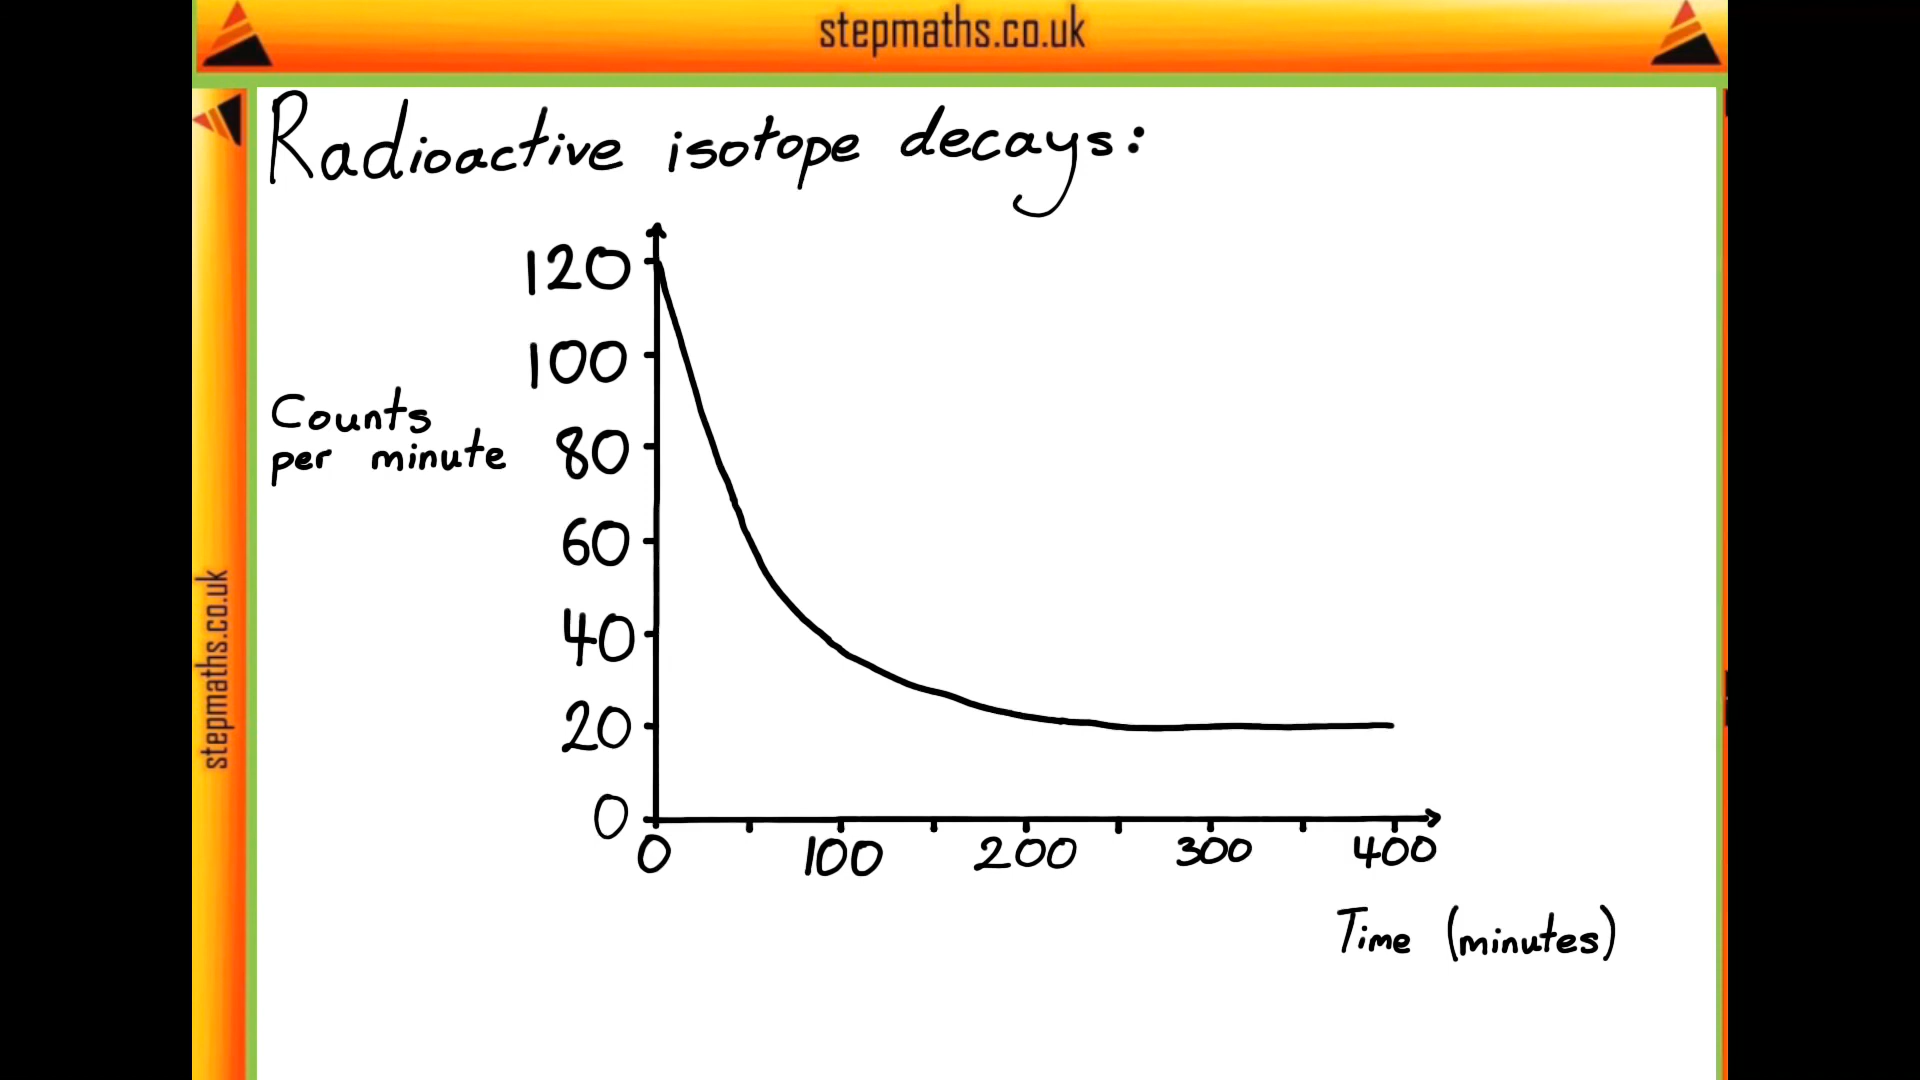 stepmaths.co.uk
Radioactive isotope decays:
120
100
Counts
per minute
80
60
40
20
0
0 100 200 300 400
Time (minutes)
stepmaths.co.uk